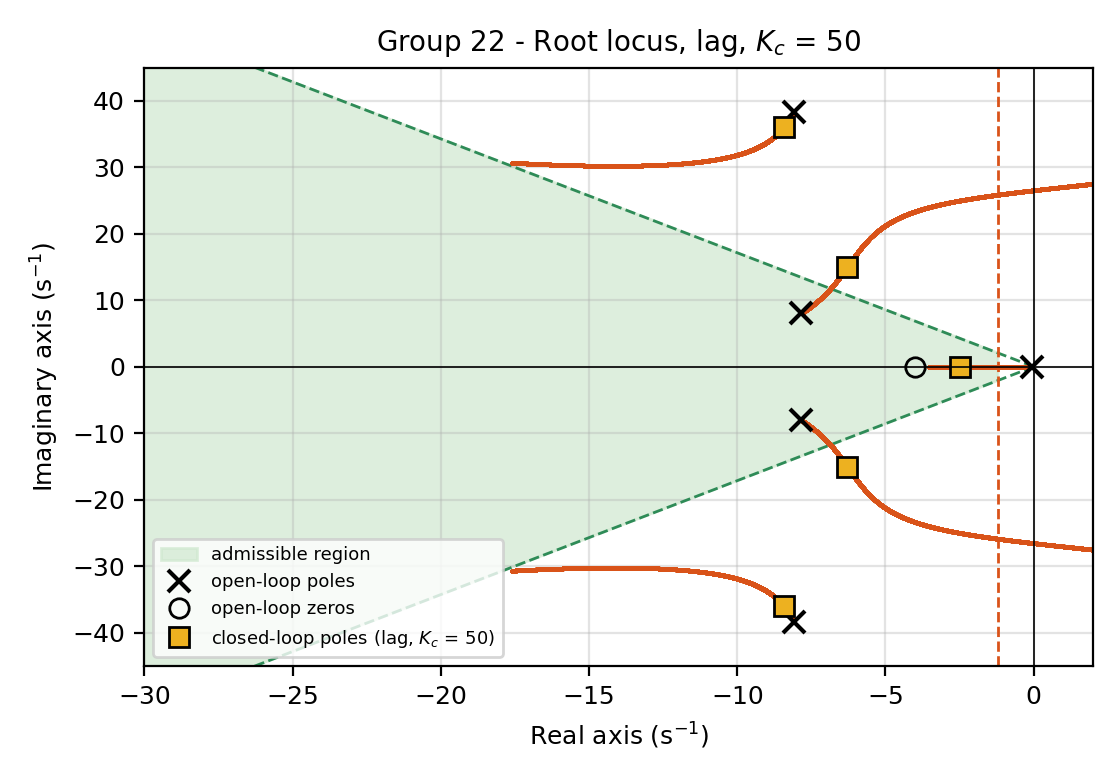 Group 22 - Root locus, lag, $K_c$ = 50
Imaginary axis (s⁻¹)
40
30
20
10
0
−10
−20
−30
−40
admissible region
open-loop poles
open-loop zeros
closed-loop poles (lag, $K_c$ = 50)
−30 −25 −20 −15 −10 −5 0
Real axis (s⁻¹)